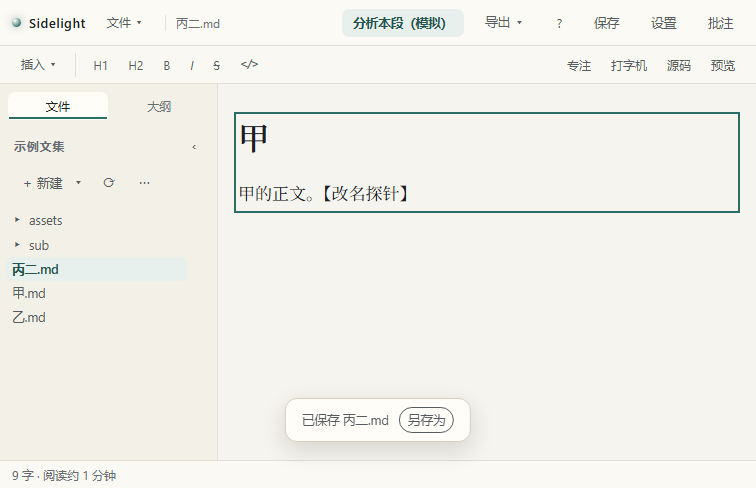 Sidelight 文件 丙二.md 分析本段（模拟） 导出 ? 保存 设置 批注
插入 H1 H2 B I S </> 专注 打字机 源码 预览
文件 大纲
示例文集
+ 新建 ⟳ ···
assets
sub
丙二.md
甲.md
乙.md
甲
甲的正文。【改名探针】
已保存 丙二.md 另存为
9 字 · 阅读约 1 分钟